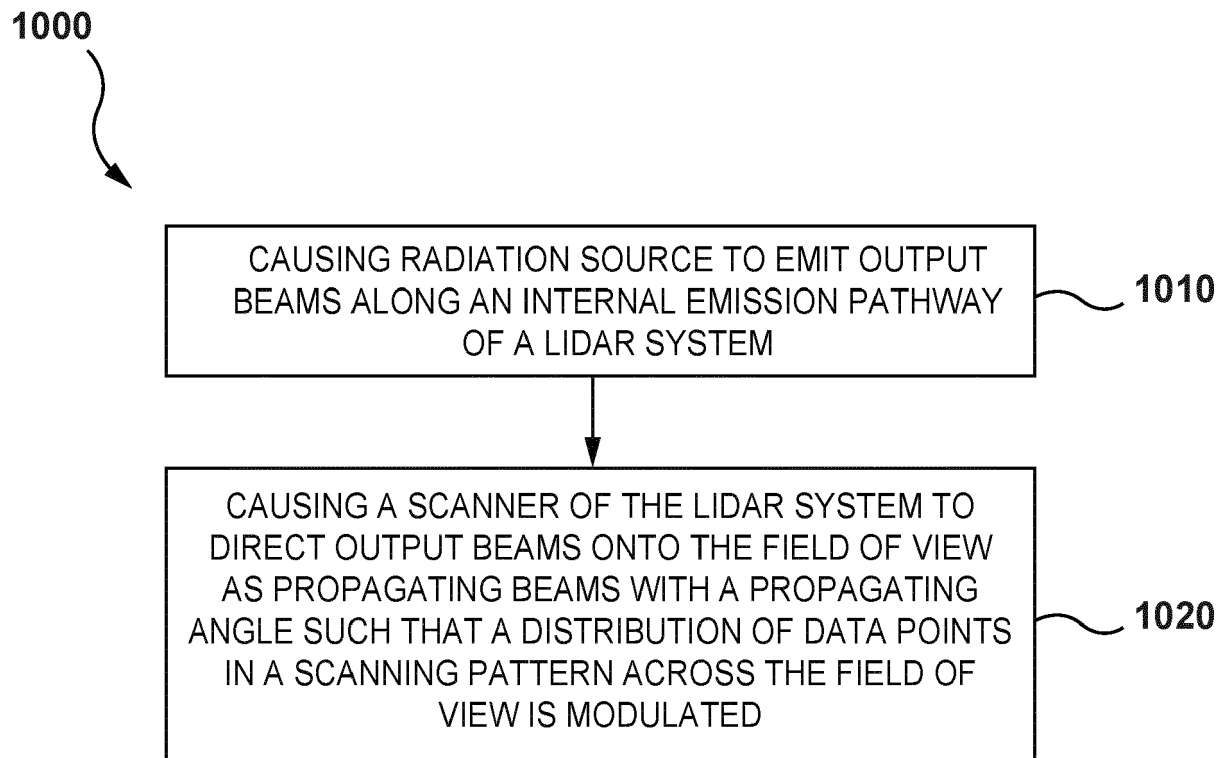 1000
CAUSING RADIATION SOURCE TO EMIT OUTPUT
BEAMS ALONG AN INTERNAL EMISSION PATHWAY
OF A LIDAR SYSTEM
1010
CAUSING A SCANNER OF THE LIDAR SYSTEM TO
DIRECT OUTPUT BEAMS ONTO THE FIELD OF VIEW
AS PROPAGATING BEAMS WITH A PROPAGATING
ANGLE SUCH THAT A DISTRIBUTION OF DATA POINTS
IN A SCANNING PATTERN ACROSS THE FIELD OF
VIEW IS MODULATED
1020